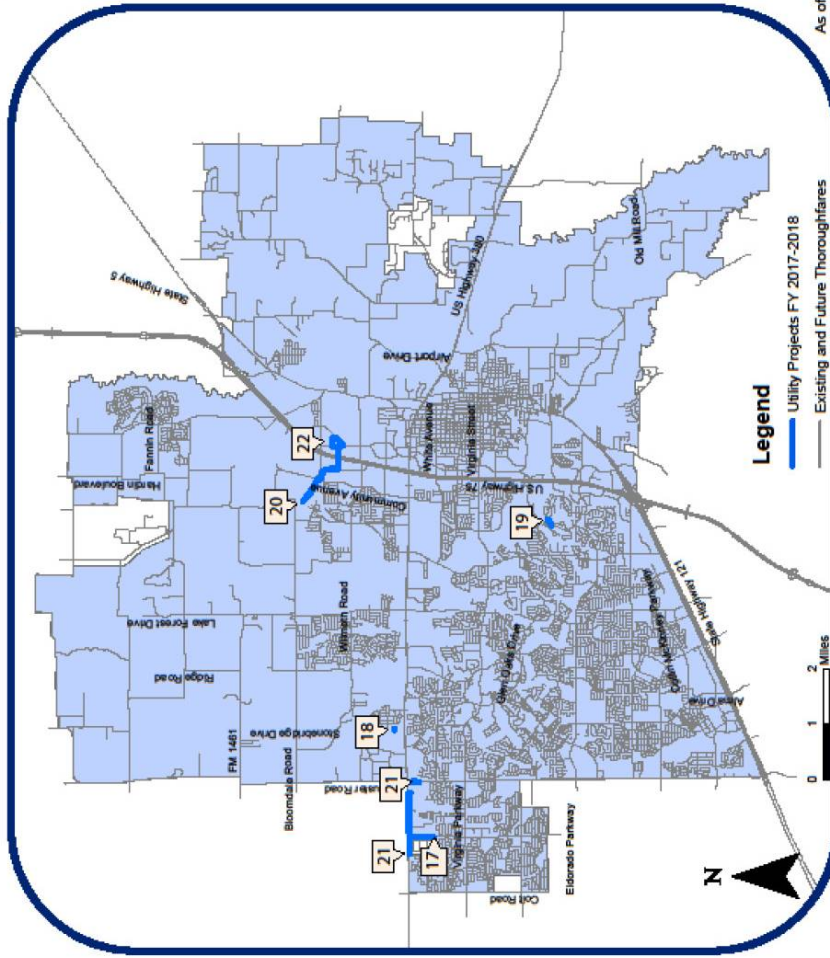 State Highway 5
Fannin Road
Hardin Boulevard
22
20
Community Avenue
Airport Drive
US Highway 380
Lake Forest Drive
Wilmeth Road
White Avenue
Virginia Street
Ridge Road
U.S.Highway 75
19
Old Mill Road
FM 1461
Stonebridge Drive
18
Glen Oaks Drive
State Highway 121
Alma Drive
Bloomdale Road
21
21
17
Virginia Parkway
Coit Road
Eldorado Parkway
N
0
1
2
Miles
Legend
Utility Projects FY 2017-2018
Existing and Future Thoroughfares
As of